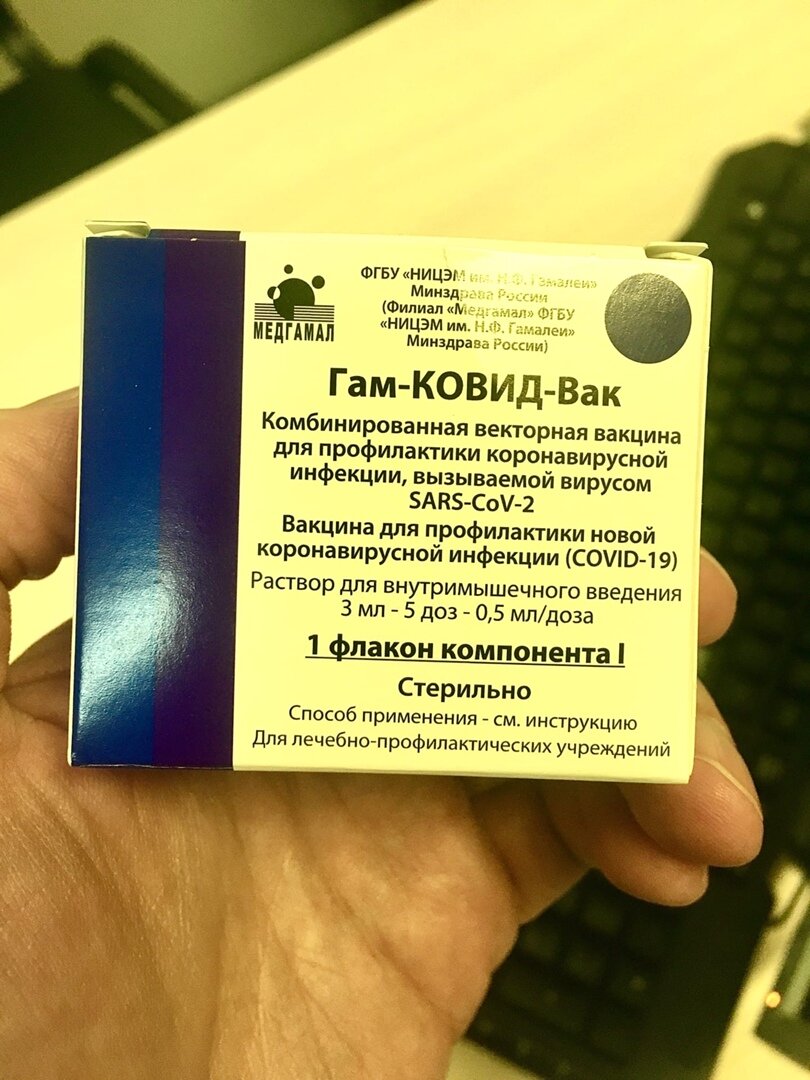 МЕДГАМАЛ
ФГБУ «НИЦЭМ им. Н.Ф. Гамалеи»
Минздрава России
(Филиал «Медгамал» ФГБУ
«НИЦЭМ им. Н.Ф. Гамалеи»
Минздрава России)
Гам-КОВИД-Вак
Комбинированная векторная вакцина
для профилактики коронавирусной
инфекции, вызываемой вирусом
SARS-CoV-2
Вакцина для профилактики новой
коронавирусной инфекции (COVID-19)
Раствор для внутримышечного введения
3 мл - 5 доз - 0,5 мл/доза
1 флакон компонента I
Стерильно
Способ применения - см. инструкцию
Для лечебно-профилактических учреждений